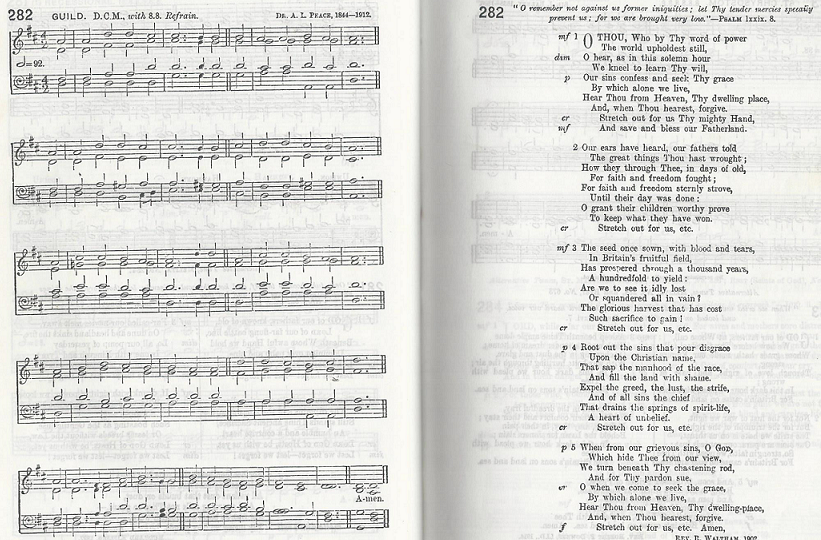 282 GUILD. D.C.M., with 8.8. Refrain. DR. A. L. PEACE, 1844—1912.
=92.
A-men.
282 "O remember not against us former iniquities; let Thy tender mercies speedily
prevent us; for we are brought very low."—PSALM lxxix. 8.
mf 1 O THOU, Who by Thy word of power
The world upholdest still,
dim O hear, as in this solemn hour
We kneel to learn Thy will,
p Our sins confess and seek Thy grace
By which alone we live,
Hear Thou from Heaven, Thy dwelling place,
And, when Thou hearest, forgive.
cr Stretch out for us Thy mighty Hand,
mf And save and bless our Fatherland.
2 Our ears have heard, our fathers told
The great things Thou hast wrought;
How they through Thee, in days of old,
For faith and freedom fought;
For faith and freedom sternly strove,
Until their day was done:
O grant their children worthy prove
To keep what they have won.
cr Stretch out for us, etc.
mf 3 The seed once sown, with blood and tears,
In Britain's fruitful field,
Has prospered through a thousand years,
A hundredfold to yield:
Are we to see it idly lost
Or squandered all in vain?
The glorious harvest that has cost
Such sacrifice to gain!
cr Stretch out for us, etc.
p 4 Root out the sins that pour disgrace
Upon the Christian name,
That sap the manhood of the race,
And fill the land with shame.
Expel the greed, the lust, the strife,
And of all sins the chief
That drains the springs of spirit-life,
A heart of unbelief.
cr Stretch out for us, etc.
p 5 When from our grievous sins, O GOD,
Which hide Thee from our view,
We turn beneath Thy chastening rod,
And for Thy pardon sue,
cr O when we come to seek the grace,
By which alone we live,
Hear Thou from Heaven, Thy dwelling-place,
And, when Thou hearest, forgive.
f Stretch out for us, etc. Amen,
REV. R. WALTHAM, 1902